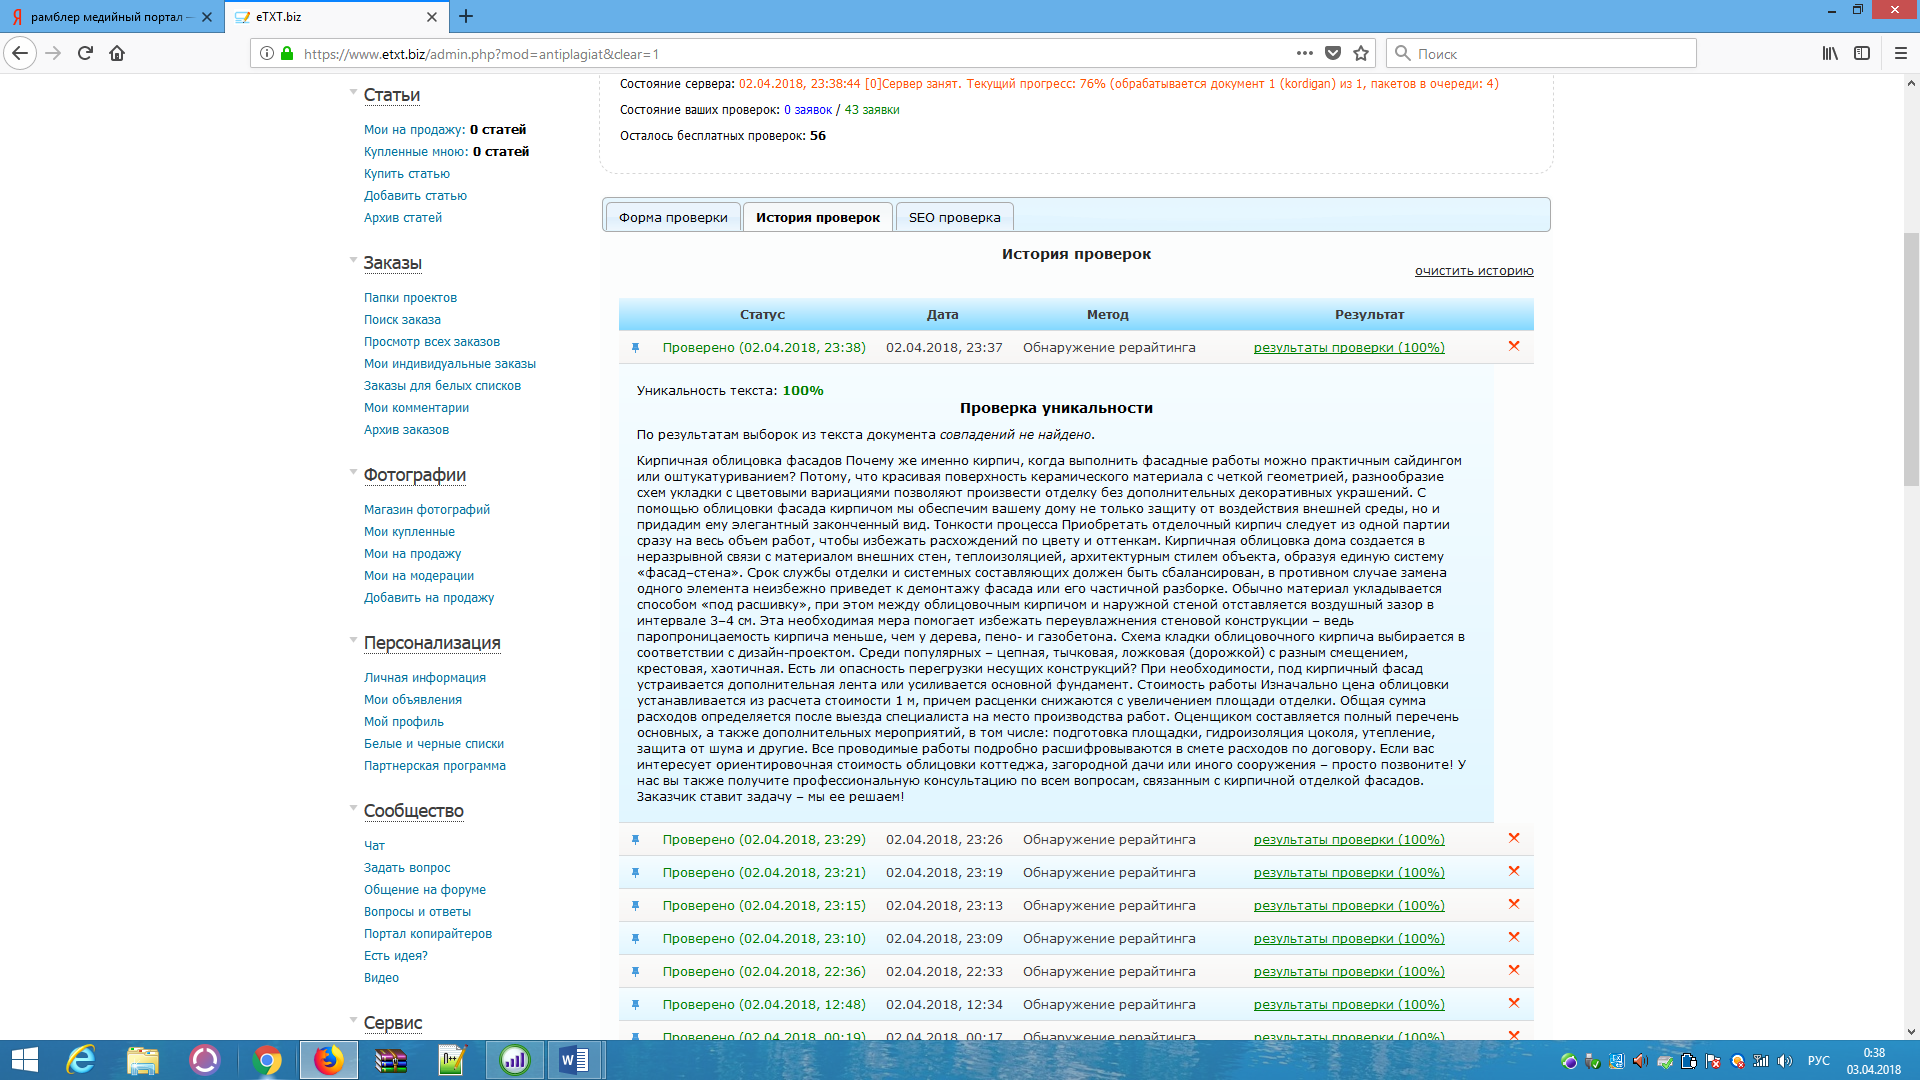 рамблер медийный портал –
eTXT.biz
https://www.etxt.biz/admin.php?mod=antiplagiat&clear=1
Поиск
Статьи
Мои на продажу: 0 статей
Купленные мною: 0 статей
Купить статью
Добавить статью
Архив статей
Заказы
Папки проектов
Поиск заказа
Просмотр всех заказов
Мои индивидуальные заказы
Заказы для белых списков
Мои комментарии
Архив заказов
Фотографии
Магазин фотографий
Мои купленные
Мои на продажу
Мои на модерации
Добавить на продажу
Персонализация
Личная информация
Мои объявления
Мой профиль
Белые и черные списки
Партнерская программа
Сообщество
Чат
Задать вопрос
Общение на форуме
Вопросы и ответы
Портал копирайтеров
Есть идея?
Видео
Сервис
Состояние сервера: 02.04.2018, 23:38:44 [0]Сервер занят. Текущий прогресс: 76% (обрабатывается документ 1 (kordigan) из 1, пакетов в очереди: 4)
Состояние ваших проверок: 0 заявок / 43 заявки
Осталось бесплатных проверок: 56
Форма проверки
История проверок
SEO проверка
История проверок
очистить историю
Статус Дата Метод Результат
Проверено (02.04.2018, 23:38) 02.04.2018, 23:37 Обнаружение рерайтинга результаты проверки (100%)
Уникальность текста: 100%
Проверка уникальности
По результатам выборок из текста документа совпадений не найдено.
Кирпичная облицовка фасадов Почему же именно кирпич, когда выполнить фасадные работы можно практичным сайдингом
или оштукатуриванием? Потому, что красивая поверхность керамического материала с четкой геометрией, разнообразие
схем укладки с цветовыми вариациями позволяют произвести отделку без дополнительных декоративных украшений. С
помощью облицовки фасада кирпичом мы обеспечим вашему дому не только защиту от воздействия внешней среды, но и
придадим ему элегантный законченный вид. Тонкости процесса Приобретать отделочный кирпич следует из одной партии
сразу на весь объем работ, чтобы избежать расхождений по цвету и оттенкам. Кирпичная облицовка дома создается в
неразрывной связи с материалом внешних стен, теплоизоляцией, архитектурным стилем объекта, образуя единую систему
«фасад–стена». Срок службы отделки и системных составляющих должен быть сбалансирован, в противном случае замена
одного элемента неизбежно приведет к демонтажу фасада или его частичной разборке. Обычно материал укладывается
способом «под расшивку», при этом между облицовочным кирпичом и наружной стеной отставляется воздушный зазор в
интервале 3–4 см. Эта необходимая мера помогает избежать переувлажнения стеновой конструкции – ведь
паропроницаемость кирпича меньше, чем у дерева, пено- и газобетона. Схема кладки облицовочного кирпича выбирается в
соответствии с дизайн-проектом. Среди популярных – цепная, тычковая, ложковая (дорожкой) с разным смещением,
крестовая, хаотичная. Есть ли опасность перегрузки несущих конструкций? При необходимости, под кирпичный фасад
устраивается дополнительная лента или усиливается основной фундамент. Стоимость работы Изначально цена облицовки
устанавливается из расчета стоимости 1 м, причем расценки снижаются с увеличением площади отделки. Общая сумма
расходов определяется после выезда специалиста на место производства работ. Оценщиком составляется полный перечень
основных, а также дополнительных мероприятий, в том числе: подготовка площадки, гидроизоляция цоколя, утепление,
защита от шума и другие. Все проводимые работы подробно расшифровываются в смете расходов по договору. Если вас
интересует ориентировочная стоимость облицовки коттеджа, загородной дачи или иного сооружения – просто позвоните! У
нас вы также получите профессиональную консультацию по всем вопросам, связанным с кирпичной отделкой фасадов.
Заказчик ставит задачу – мы ее решаем!
Проверено (02.04.2018, 23:29) 02.04.2018, 23:26 Обнаружение рерайтинга результаты проверки (100%)
Проверено (02.04.2018, 23:21) 02.04.2018, 23:19 Обнаружение рерайтинга результаты проверки (100%)
Проверено (02.04.2018, 23:15) 02.04.2018, 23:13 Обнаружение рерайтинга результаты проверки (100%)
Проверено (02.04.2018, 23:10) 02.04.2018, 23:09 Обнаружение рерайтинга результаты проверки (100%)
Проверено (02.04.2018, 22:36) 02.04.2018, 22:33 Обнаружение рерайтинга результаты проверки (100%)
Проверено (02.04.2018, 12:48) 02.04.2018, 12:34 Обнаружение рерайтинга результаты проверки (100%)
Проверено (02.04.2018, 00:19) 02.04.2018, 00:17 Обнаружение рерайтинга результаты проверки (100%)
РУС
0:38
03.04.2018